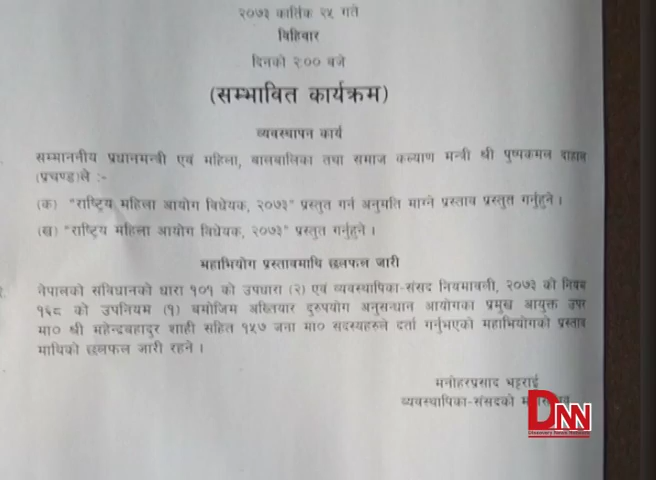 २०७३ कार्तिक २५ गते
विहिवार
दिनको २:०० बजे
(सम्भावित कार्यक्रम)
व्यवस्थापन कार्य
सम्माननीय प्रधानमन्त्री एवं महिला, बालबालिका तथा समाज कल्याण मन्त्री श्री पुष्पकमल दाहाल
(प्रचण्ड)ले :-
(क) "राष्ट्रिय महिला आयोग विधेयक, २०७३" प्रस्तुत गर्न अनुमति माग्ने प्रस्ताव प्रस्तुत गर्नुहुने ।
(ख) "राष्ट्रिय महिला आयोग विधेयक, २०७३" प्रस्तुत गर्नुहुने ।
महाभियोग प्रस्तावमाथि छलफल जारी
नेपालको संविधानको धारा १०१ को उपधारा (२) एवं व्यवस्थापिका-संसद नियमावली, २०७३ को नियम
१६८ को उपनियम (१) बमोजिम अख्तियार दुरुपयोग अनुसन्धान आयोगका प्रमुख आयुक्त उपर
मा० श्री महेन्द्रबहादुर शाही सहित १५७ जना मा० सदस्यहरुले दर्ता गर्नुभएको महाभियोगको प्रस्ताव
माथिको छलफल जारी रहने ।
मनोहरप्रसाद भट्टराई
व्यवस्थापिका-संसदको
DNN